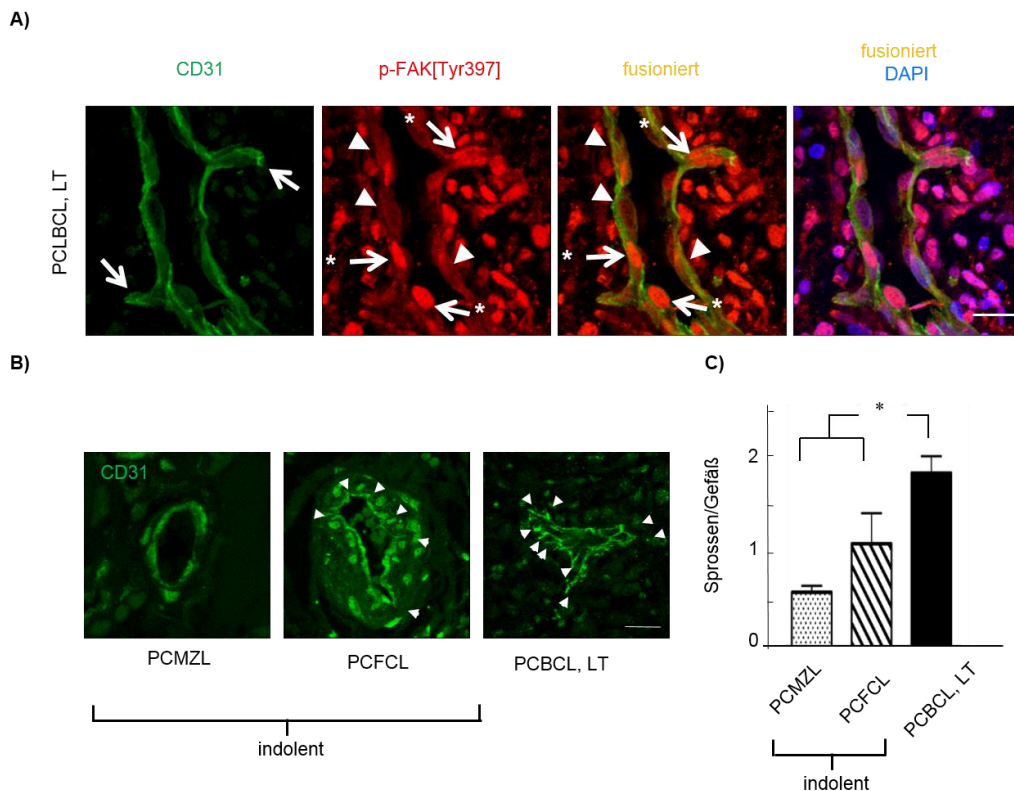 A)
CD31
p-FAK[Tyr397]
fusioniert
fusioniert
DAPI
PCLBCL, LT
*
*
*
*
*
*
B)
CD31
PCMZL
PCFCL
PCBCL, LT
indolent
C)
*
Sprossen/Gefäß
2
1
0
PCMZL
PCFCL
PCBCL, LT
indolent